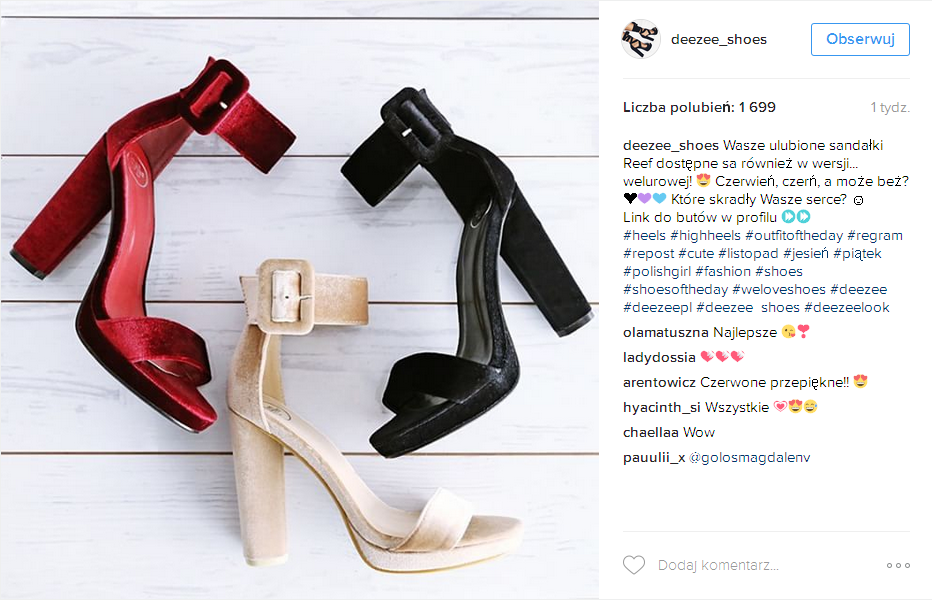 deezee_shoes
Obserwuj
Liczba polubień: 1 699
1 tydz.
deezee_shoes Wasze ulubione sandałki
Reef dostępne sa również w wersji...
welurowej! 😍 Czerwień, czerń, a może beż?
🖤💜💙 Które skradły Wasze serce? ☺
Link do butów w profilu
#heels #highheels #outfitoftheday #regram
#repost #cute #listopad #jesień #piątek
#polishgirl #fashion #shoes
#shoesoftheday #weloveshoes #deezee
#deezeepl #deezee shoes #deezeelook
olamatuszna Najlepsze 😘❣
ladydossia 💝💝💝
arentowicz Czerwone przepiękne!! 😍
hyacinth_si Wszystkie 💗😍😅
chaellaa Wow
pauulii_x @golosmagdalenv
Dodaj komentarz...